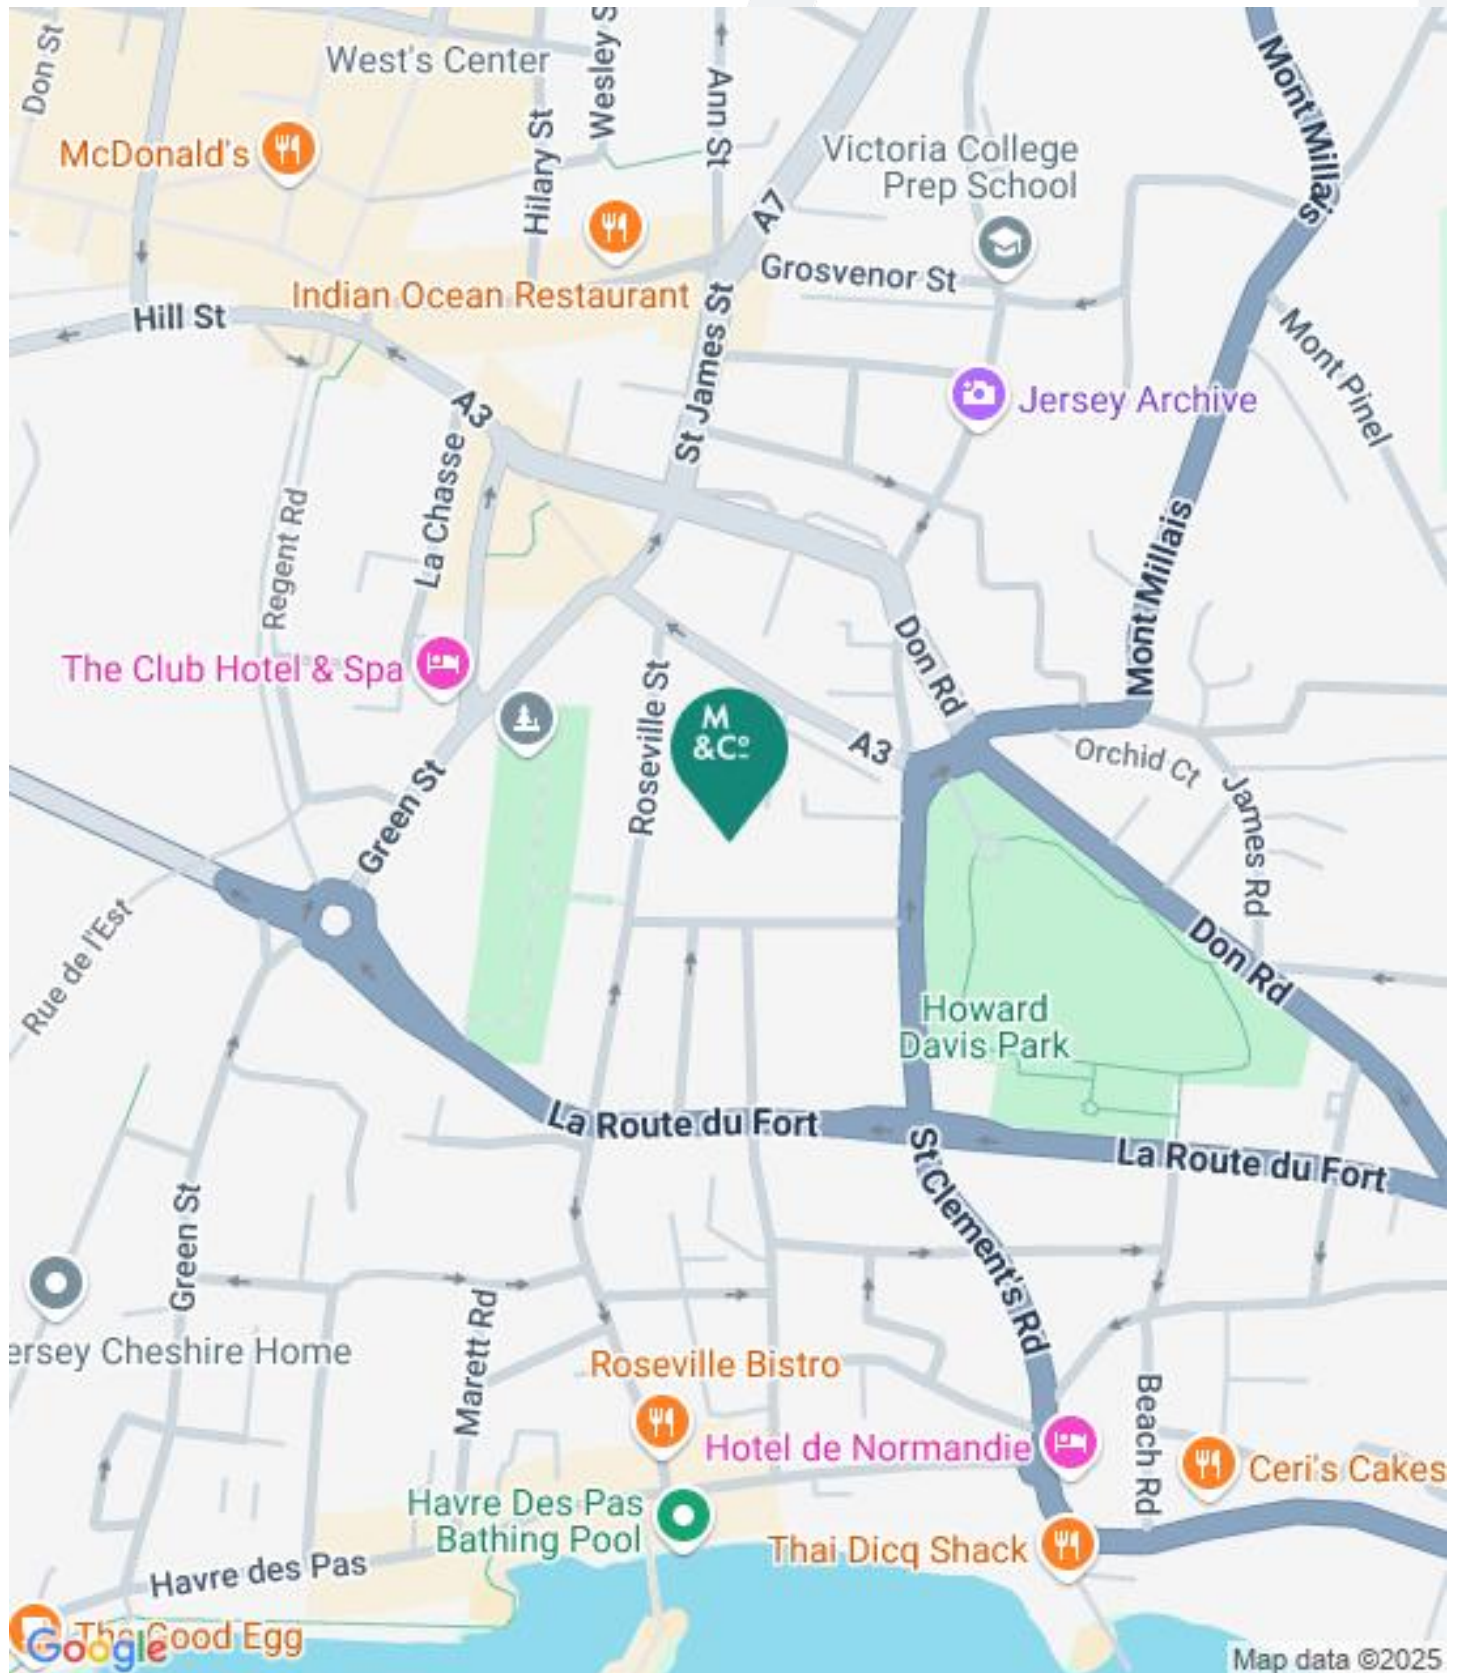 Don St
West's Center
Wesley S
Ann St
Mont Millais
McDonald's
Hilary St
A7
Victoria College
Prep School
Indian Ocean Restaurant
Grosvenor St
Hill St
St James St
Mont Pinel
A3
Jersey Archive
La Chasse
Regent Rd
Mont Millais
The Club Hotel & Spa
Roseville St
M
&Co
Don Rd
A3
Orchid Ct
Green St
James Rd
Rue de l'Est
Don Rd
Howard
Davis Park
La Route du Fort
La Route du Fort
St Clement's Rd
Green St
ersey Cheshire Home
Marett Rd
Roseville Bistro
Beach Rd
Hotel de Normandie
Ceri's Cakes
Havre Des Pas
Bathing Pool
Thai Dicq Shack
Havre des Pas
The Good Egg
Google
Map data ©2025